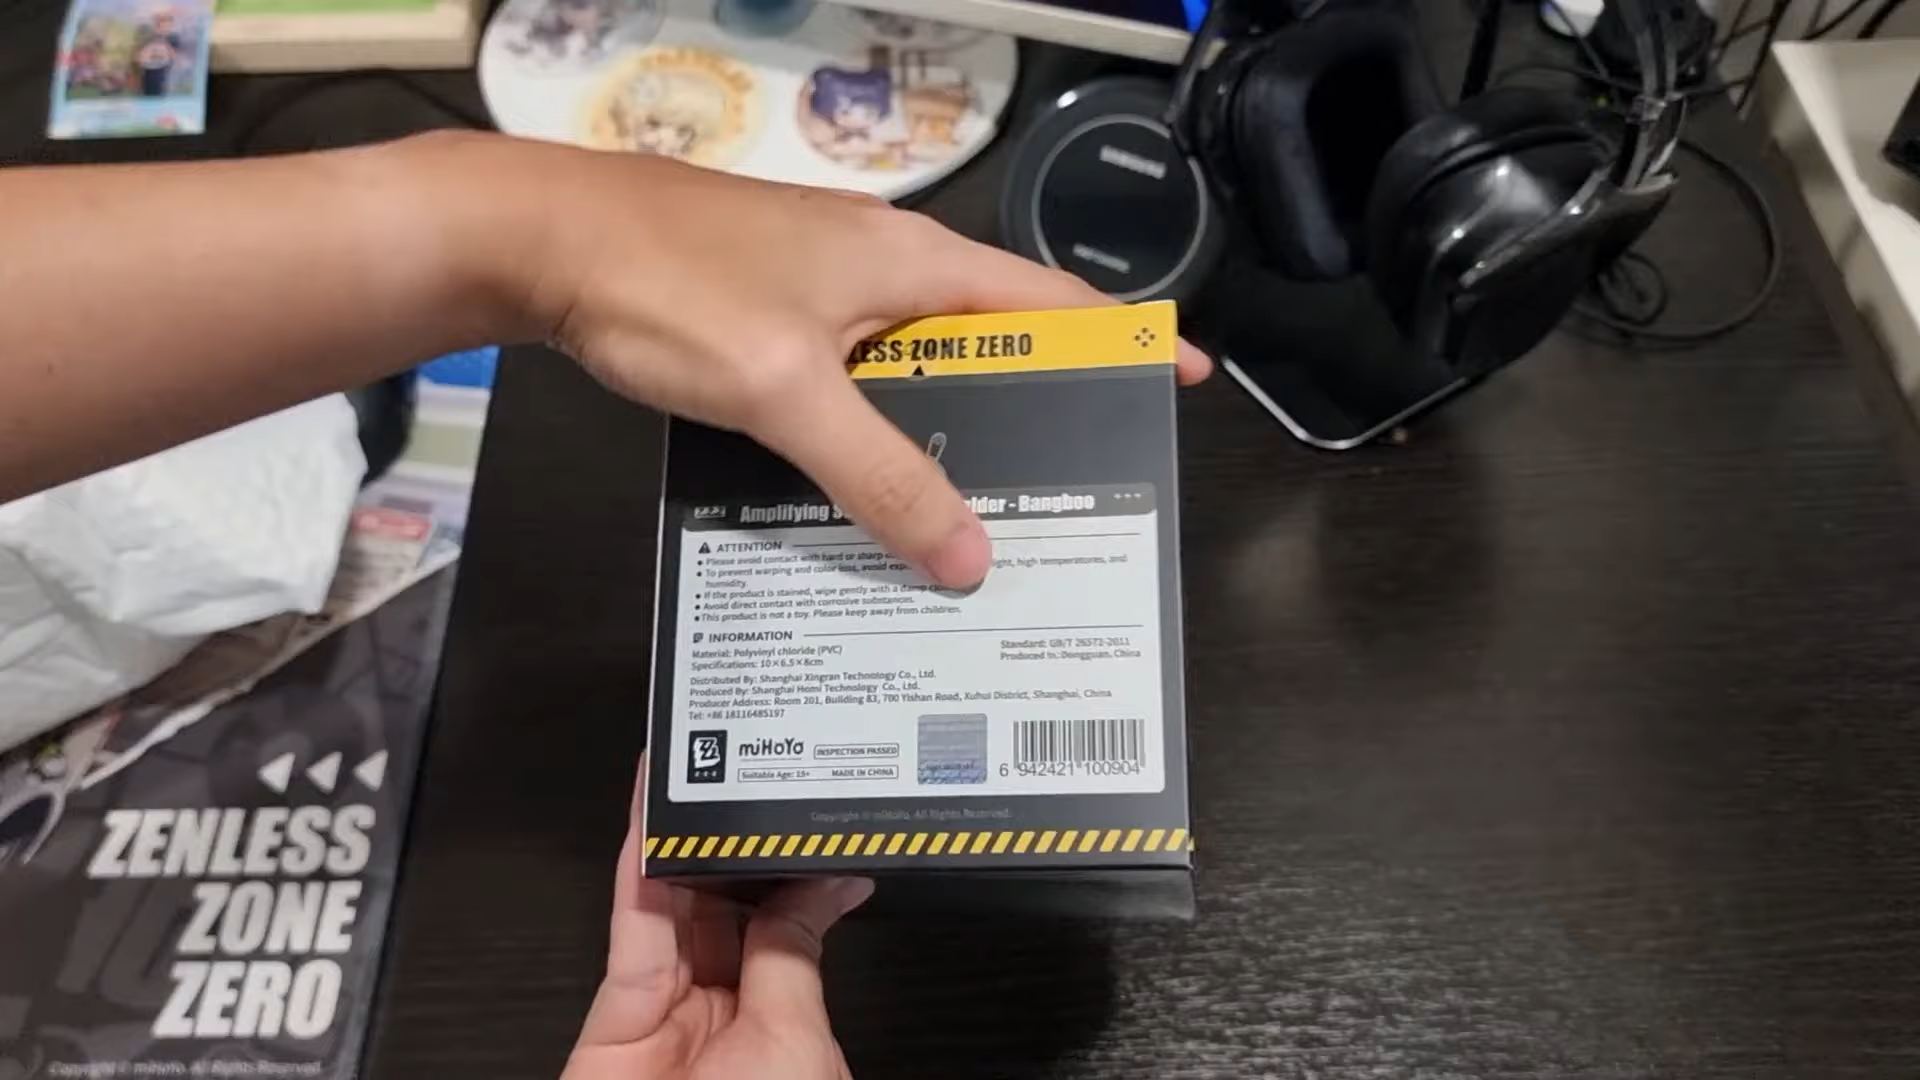 SAMSUNG
LESS ZONE ZERO
Amplifying S lder - Bangboo
ATTENTION
• Please avoid contact with hard or sharp
• To prevent warping and color loss, avoid light, high temperatures, and
humidity.
• If the product is stained, wipe gently with a damp
• Avoid direct contact with corrosive substances.
• This product is not a toy. Please keep away from children.
INFORMATION
Material: Polyvinyl chloride (PVC)
Specifications: 10×6.5×8cm
Standard: GB/T 26572-2011
Produced In: Dongguan, China
Distributed By: Shanghai Xingran Technology Co., Ltd.
Produced By: Shanghai Homi Technology Co., Ltd.
Producer Address: Room 201, Building 83, 700 Yishan Road, Xuhui District, Shanghai, China
Tel: +86 18116485197
miHoYo
INSPECTION PASSED
Suitable Age: 15+ MADE IN CHINA
6 942421 100904
Copyright © miHoYo. All Rights Reserved.
ZENLESS
ZONE
ZERO
Copyright © miHoYo. All Rights Reserved.